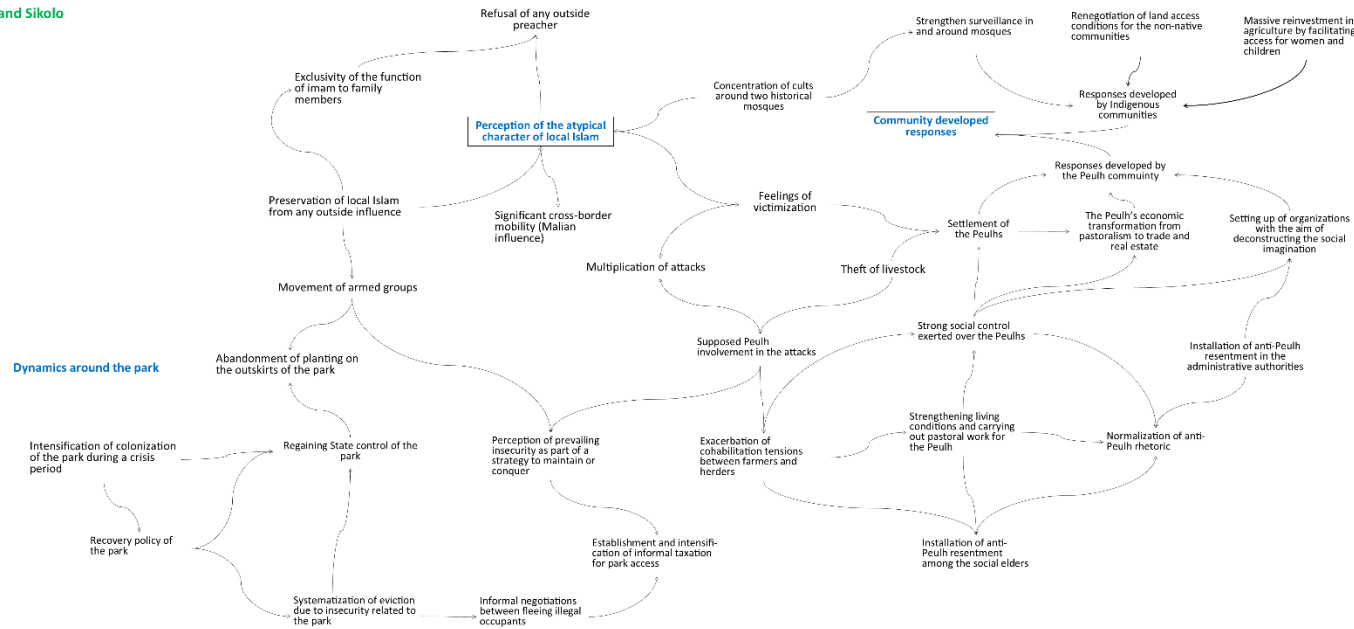 and Sikolo
Refusal of any outside
preacher
Strengthen surveillance in
and around mosques
Renegotiation of land access
conditions for the non-native
communities
Massive reinvestment in
agriculture by facilitating
access for women and
children
Exclusivity of the function
of imam to family
members
Concentration of cults
around two historical
mosques
Responses developed
by Indigenous
communities
Perception of the atypical
character of local Islam
Community developed
responses
Responses developed by
the Peulh commuinty
Preservation of local Islam
from any outside influence
Significant cross-border
mobility (Malian
influence)
Feelings of
victimization
Settlement of
the Peulhs
The Peulh's economic
transformation from
pastoralism to trade and
real estate
Setting up of organizations
with the aim of
deconstructing the social
imagination
Multiplication of attacks
Theft of livestock
Movement of armed groups
Strong social control
exerted over the Peulhs
Supposed Peulh
involvement in the attacks
Installation of anti-Peulh
resentment in the
administrative authorities
Dynamics around the park
Abandonment of planting on
the outskirts of the park
Intensification of colonization
of the park during a crisis
period
Regaining State control of the
park
Perception of prevailing
insecurity as part of a
strategy to maintain or
conquer
Exacerbation of
cohabilitation tensions
between farmers and
herders
Strengthening living
conditions and carrying
out pastoral work for
the Peulh
Normalization of anti-
Peulh rhetoric
Recovery policy of
the park
Establishment and intensifi-
cation of informal taxation
for park access
Installation of anti-
Peulh resentment
among the social elders
Systematization of eviction
due to insecurity related to
the park
Informal negotiations
between fleeing illegal
occupants